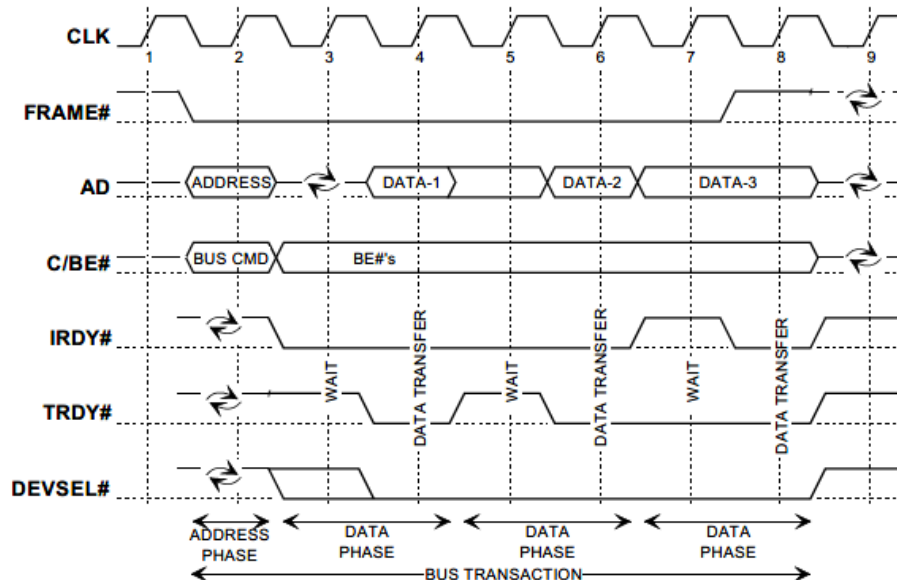 CLK
1 2 3 4 5 6 7 8 9
FRAME#
AD
ADDRESS DATA-1 DATA-2 DATA-3
C/BE#
BUS CMD BE#'s
IRDY#
WAIT DATA TRANSFER WAIT DATA TRANSFER WAIT DATA TRANSFER
TRDY#
DEVSEL#
ADDRESS
PHASE
DATA
PHASE
DATA
PHASE
DATA
PHASE
BUS TRANSACTION